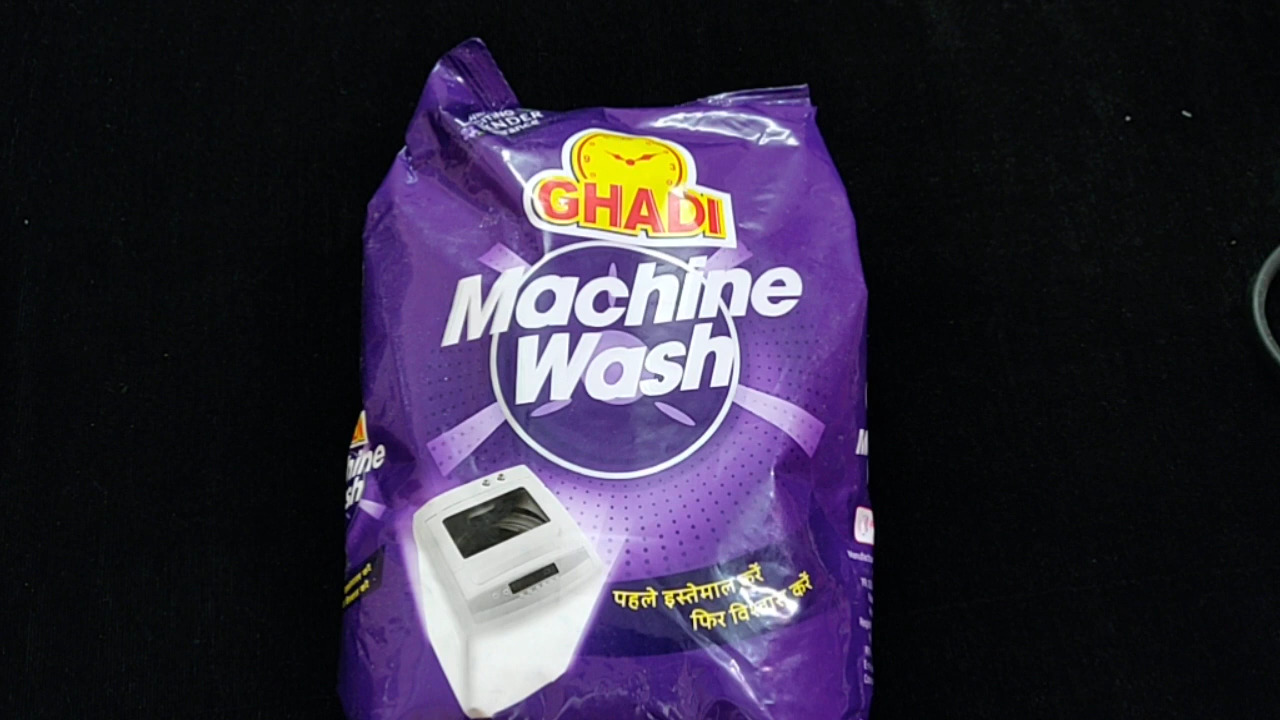 GHADI
Machine
Wash
पहले इस्तेमाल करें
फिर विश्वास करें